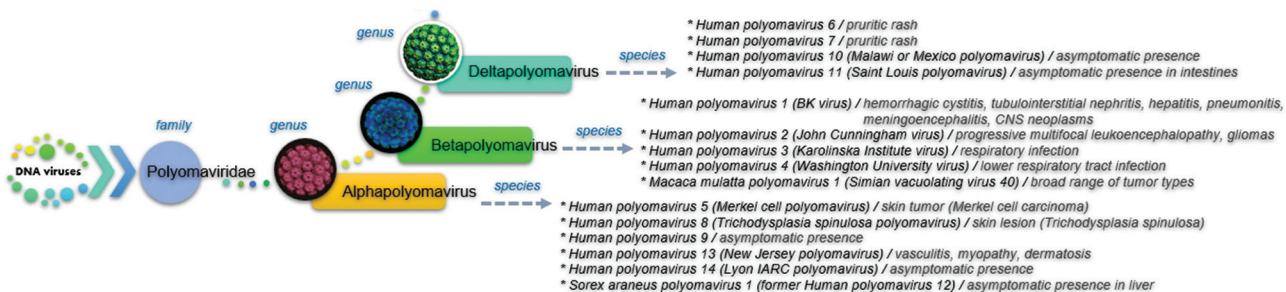 genus
Deltapolyomavirus
species
* Human polyomavirus 6 / pruritic rash
* Human polyomavirus 7 / pruritic rash
* Human polyomavirus 10 (Malawi or Mexico polyomavirus) / asymptomatic presence
* Human polyomavirus 11 (Saint Louis polyomavirus) / asymptomatic presence in intestines
genus
Betapolyomavirus
species
* Human polyomavirus 1 (BK virus) / hemorrhagic cystitis, tubulointerstitial nephritis, hepatitis, pneumonitis,
meningoencephalitis, CNS neoplasms
* Human polyomavirus 2 (John Cunningham virus) / progressive multifocal leukoencephalopathy, gliomas
* Human polyomavirus 3 (Karolinska Institute virus) / respiratory infection
* Human polyomavirus 4 (Washington University virus) / lower respiratory tract infection
* Macaca mulatta polyomavirus 1 (Simian vacuolating virus 40) / broad range of tumor types
DNA viruses
family
Polyomaviridae
genus
Alphapolyomavirus
species
* Human polyomavirus 5 (Merkel cell polyomavirus) / skin tumor (Merkel cell carcinoma)
* Human polyomavirus 8 (Trichodysplasia spinulosa polyomavirus) / skin lesion (Trichodysplasia spinulosa)
* Human polyomavirus 9 / asymptomatic presence
* Human polyomavirus 13 (New Jersey polyomavirus) / vasculitis, myopathy, dermatosis
* Human polyomavirus 14 (Lyon IARC polyomavirus) / asymptomatic presence
* Sorex araneus polyomavirus 1 (former Human polyomavirus 12) / asymptomatic presence in liver